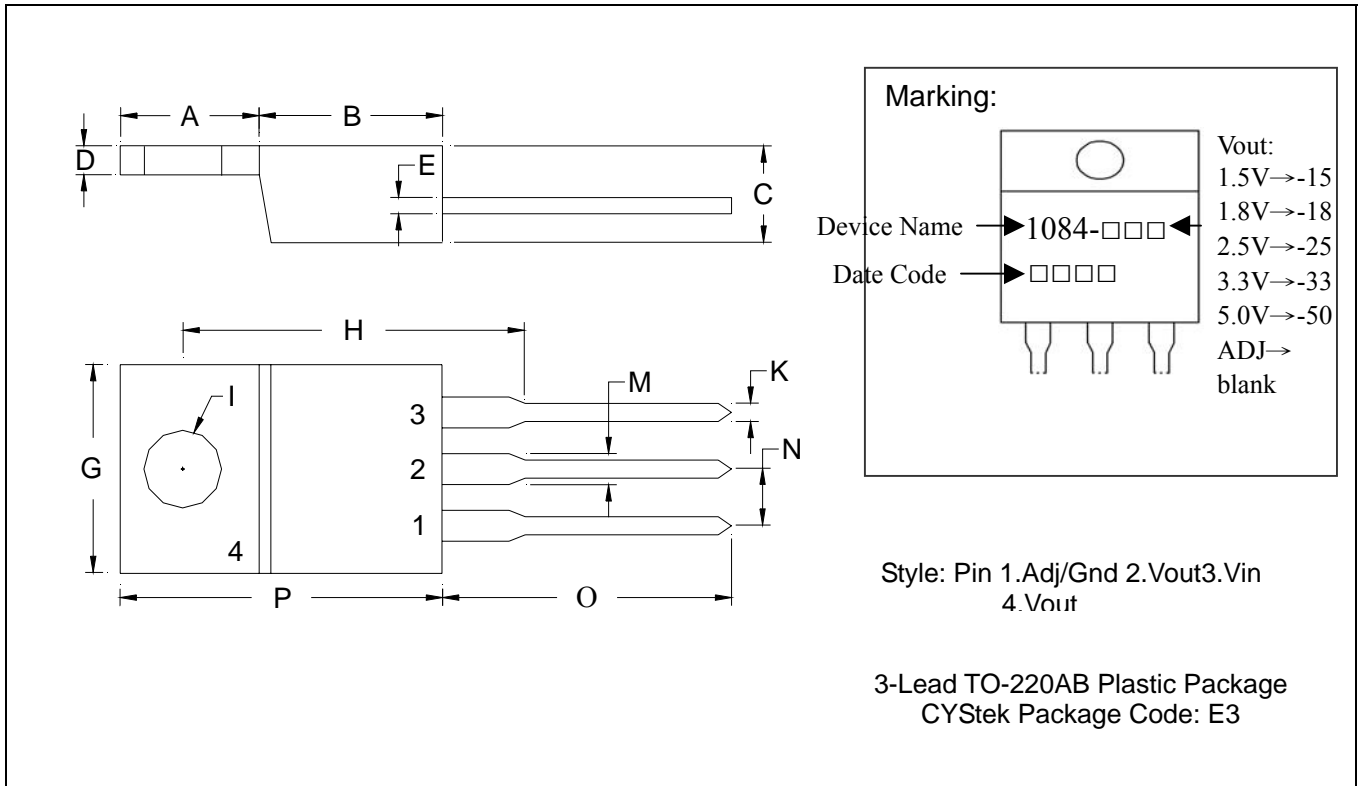 A
B
D
E
C
H
I
M
K
3
G
2
N
1
4
P
O
Marking:
Vout:
1.5V→-15
1.8V→-18
Device Name
1084-□□□
2.5V→-25
Date Code
□□□□
3.3V→-33
5.0V→-50
ADJ→
blank
Style: Pin 1.Adj/Gnd 2.Vout3.Vin
4.Vout
3-Lead TO-220AB Plastic Package
CYStek Package Code: E3